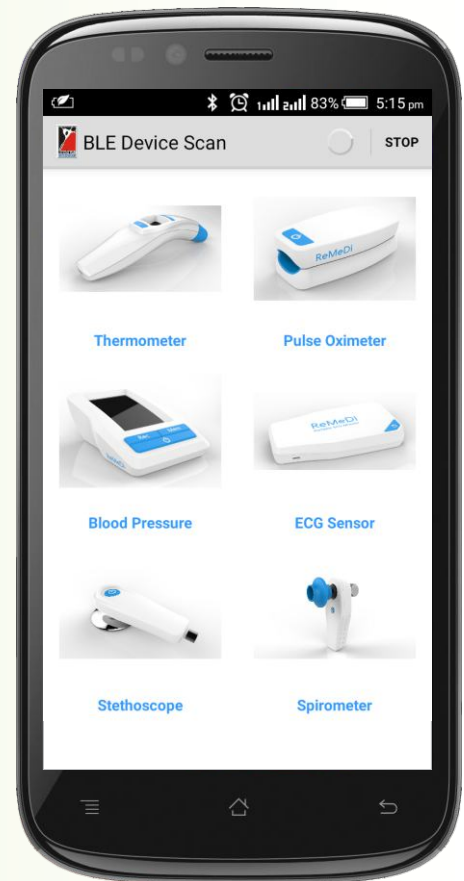 83% 5:15 pm
BLE Device Scan STOP
ReMeDi
Thermometer Pulse Oximeter
ReMeDi
Blood Pressure ECG Sensor
Stethoscope Spirometer